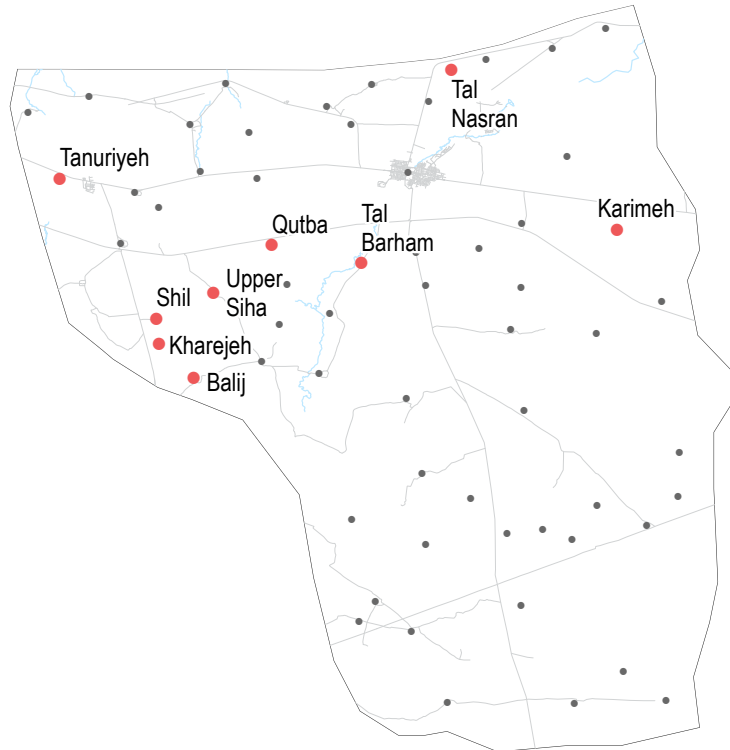 Tal
Nasran
Tanuriyeh
Karimeh
Qutba
Tal
Barham
Upper
Siha
Shil
Kharejeh
Balij